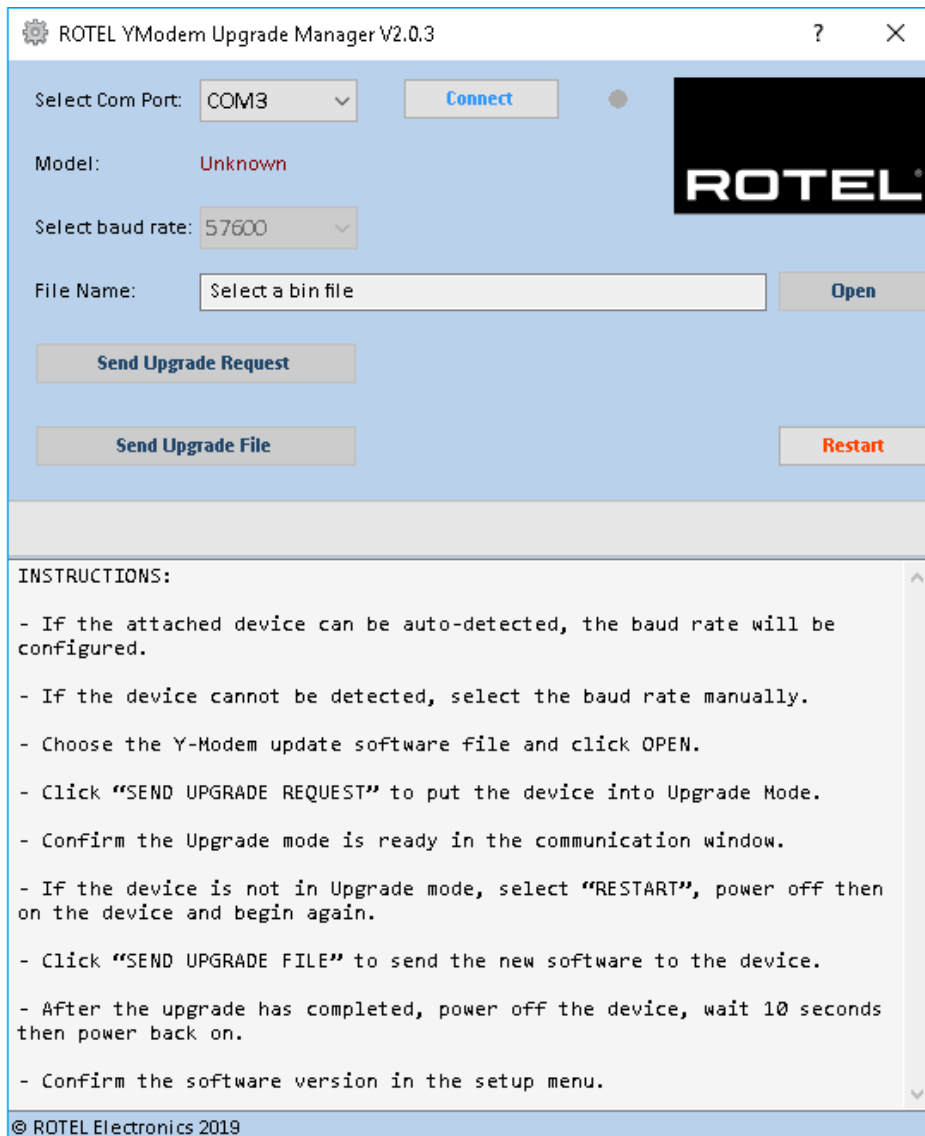 ROTEL YModem Upgrade Manager V2.0.3
?
Select Com Port: COM3 Connect
Model: Unknown
ROTEL®
Select baud rate: 57600
File Name: Select a bin file Open
Send Upgrade Request
Send Upgrade File Restart
INSTRUCTIONS:
- If the attached device can be auto-detected, the baud rate will be
configured.
- If the device cannot be detected, select the baud rate manually.
- Choose the Y-Modem update software file and click OPEN.
- Click “SEND UPGRADE REQUEST” to put the device into Upgrade Mode.
- Confirm the Upgrade mode is ready in the communication window.
- If the device is not in Upgrade mode, select “RESTART”, power off then
on the device and begin again.
- Click “SEND UPGRADE FILE” to send the new software to the device.
- After the upgrade has completed, power off the device, wait 10 seconds
then power back on.
- Confirm the software version in the setup menu.
© ROTEL Electronics 2019